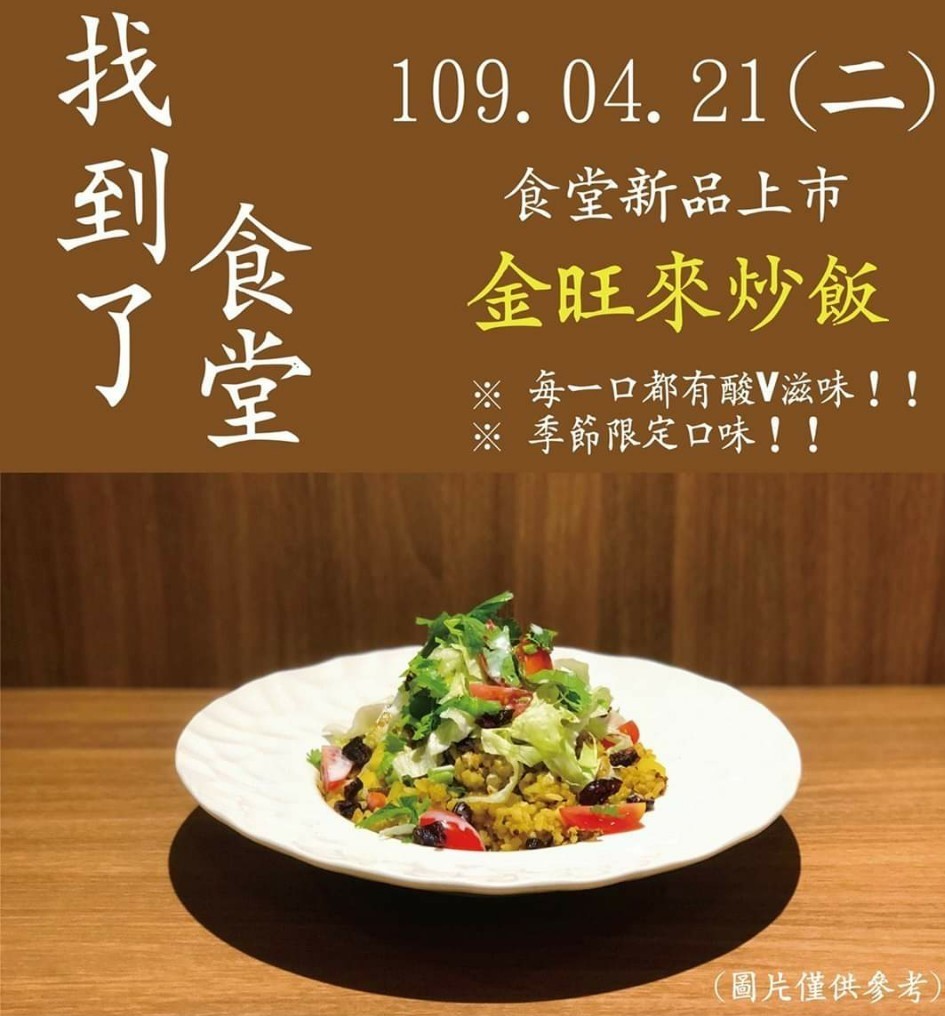 找到了
食堂
109.04.21(二)
食堂新品上市
金旺來炒飯
※ 每一口都有酸V滋味！！
※ 季節限定口味！！
(圖片僅供參考)